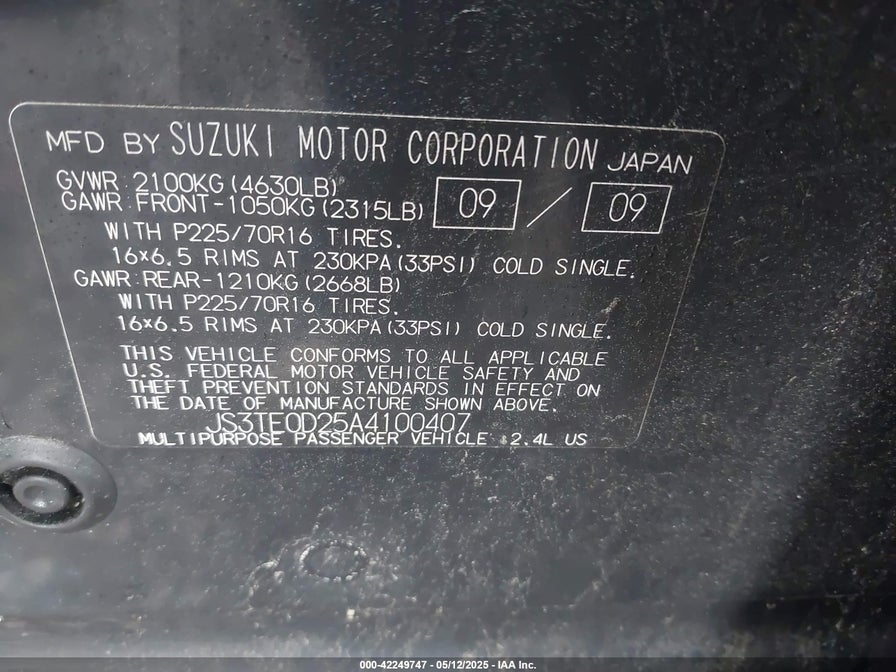 MFD BY SUZUKI MOTOR CORPORATION JAPAN
GVWR: 2100KG (4630LB)
GAWR: FRONT-1050KG (2315LB) 09 / 09
WITH P225/70R16 TIRES.
16×6.5 RIMS AT 230KPA (33PSI) COLD SINGLE.
GAWR: REAR-1210KG (2668LB)
WITH P225/70R16 TIRES.
16×6.5 RIMS AT 230KPA (33PSI) COLD SINGLE.
THIS VEHICLE CONFORMS TO ALL APPLICABLE
U.S. FEDERAL MOTOR VEHICLE SAFETY AND
THEFT PREVENTION STANDARDS IN EFFECT ON
THE DATE OF MANUFACTURE SHOWN ABOVE.
JS3TE0D25A4100407
MULTIPURPOSE PASSENGER VEHICLE : 2.4L US
000-42249747 - 05/12/2025 - IAA Inc.